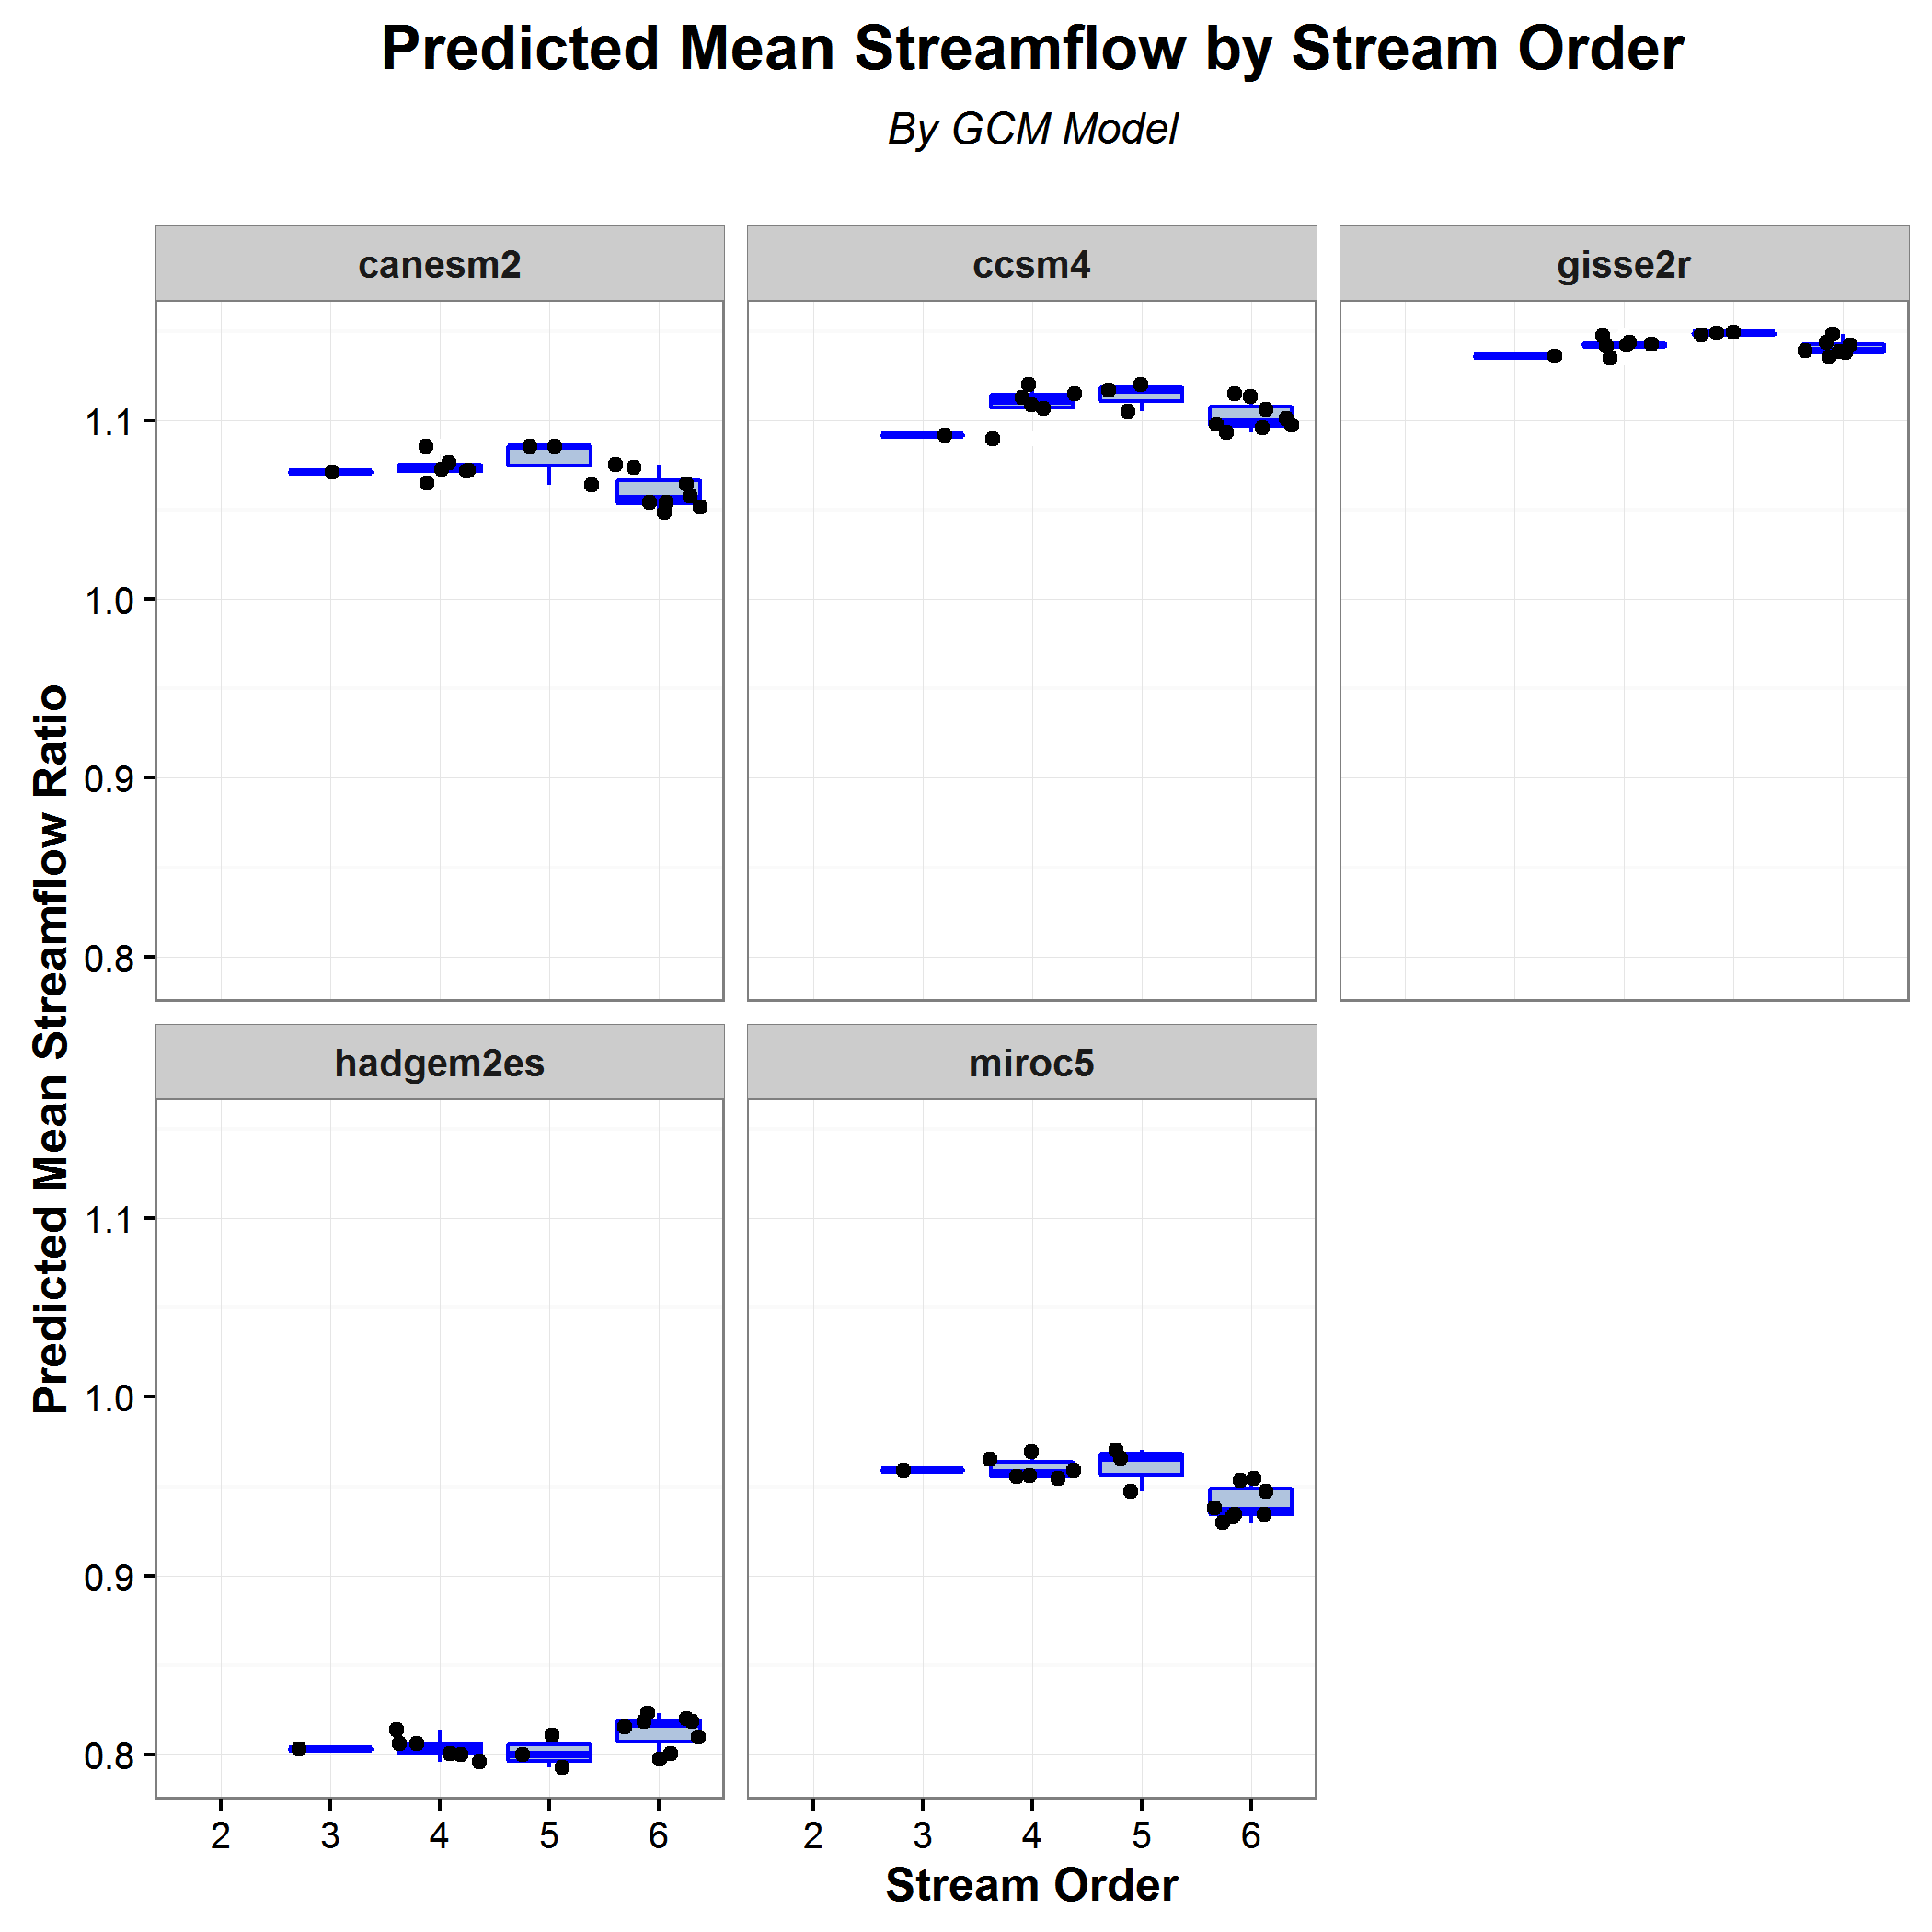 Predicted Mean Streamflow by Stream Order
By GCM Model
canesm2
ccsm4
gisse2r
1.1
1.0
0.9
0.8
Predicted Mean Streamflow Ratio
hadgem2es
miroc5
1.1
1.0
0.9
0.8
2 3 4 5 6
2 3 4 5 6
Stream Order